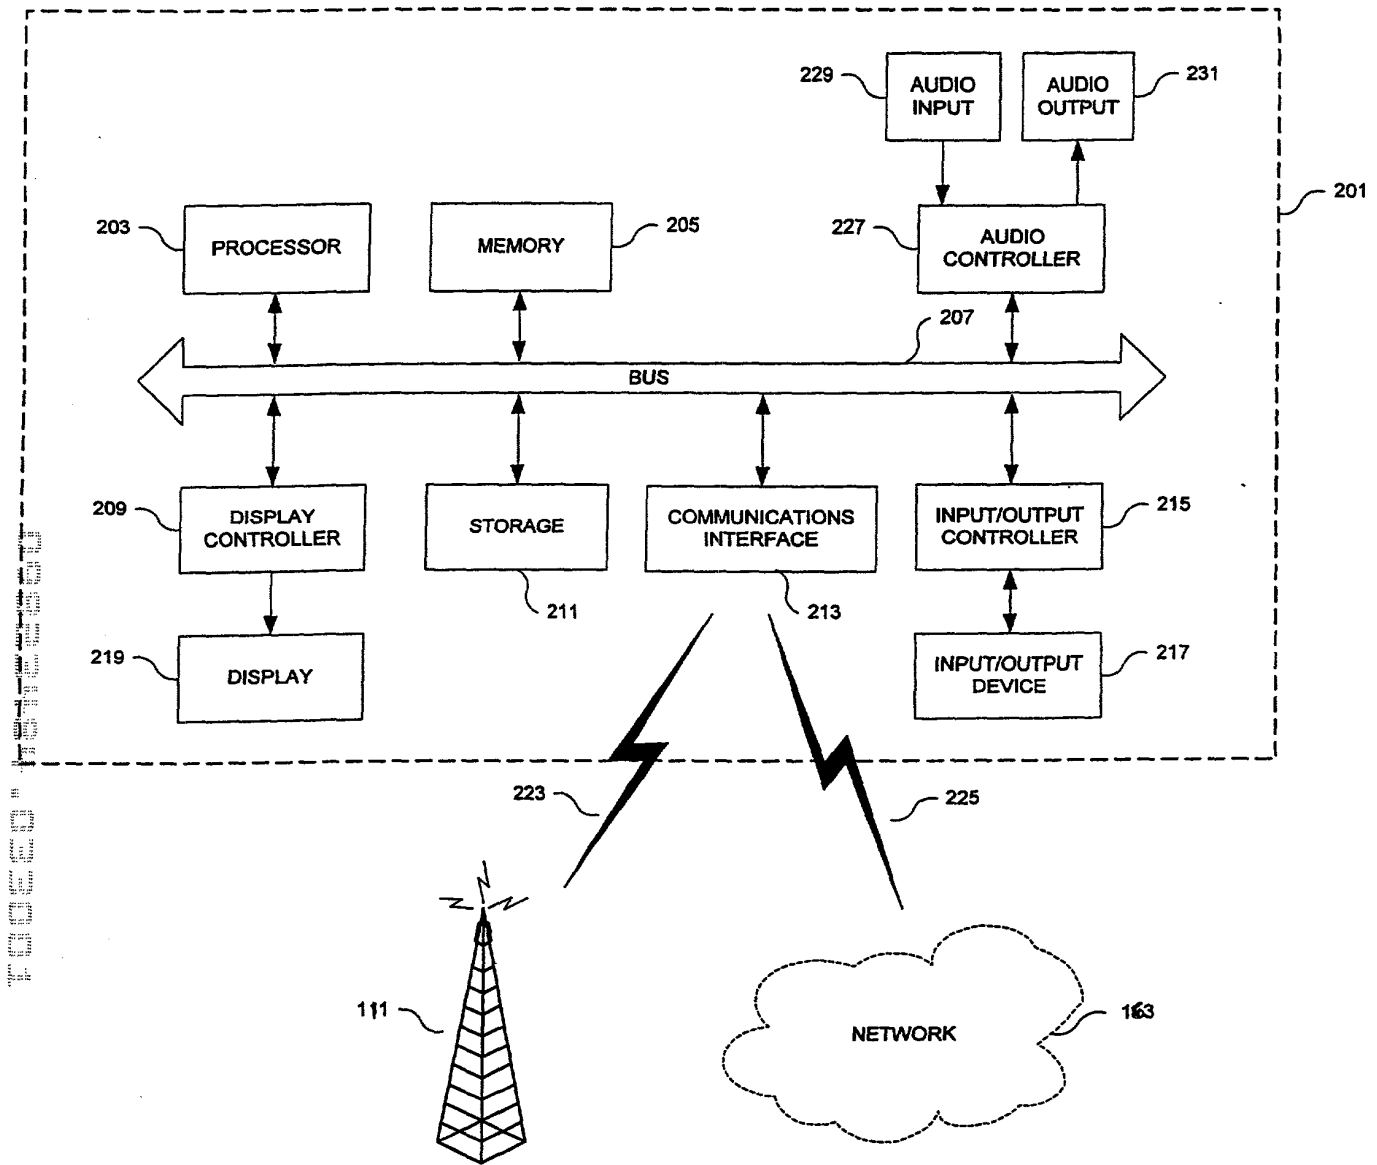 229
AUDIO
INPUT
AUDIO
OUTPUT
231
201
203
PROCESSOR
MEMORY
205
227
AUDIO
CONTROLLER
207
BUS
209
DISPLAY
CONTROLLER
STORAGE
211
COMMUNICATIONS
INTERFACE
213
INPUT/OUTPUT
CONTROLLER
215
219
DISPLAY
INPUT/OUTPUT
DEVICE
217
223
225
111
NETWORK